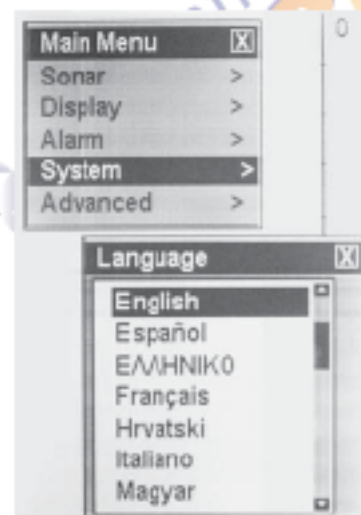 0
Main Menu X
Sonar >
Display >
Alarm >
System >
Advanced >
Language X
English
Español
ΕΛΛΗΝΙΚΟ
Français
Hrvatski
Italiano
Magyar